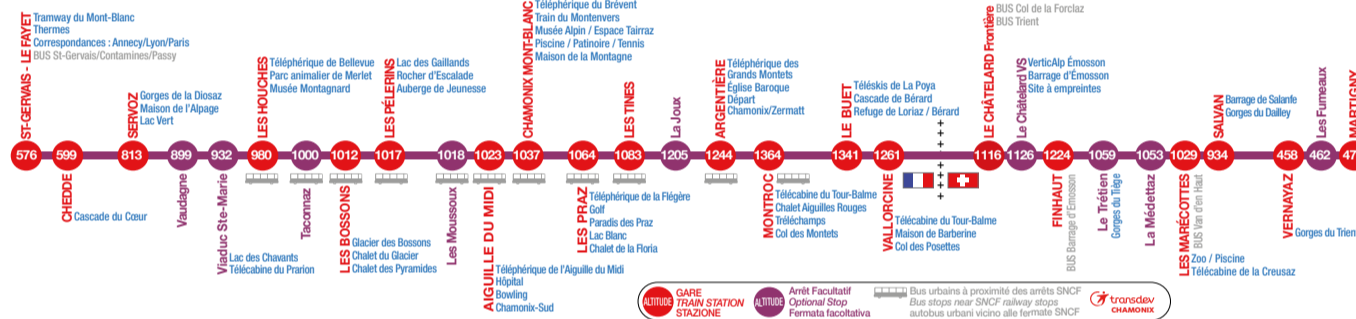 ST-GERVAIS - LE FAYET
Tramway du Mont-Blanc
Thermes
Correspondances : Annecy/Lyon/Paris
BUS St-Gervais/Contamines/Passy
576
599
CHEDDE
Cascade du Cœur
SERVOZ
Gorges de la Diosaz
Maison de l'Alpage
Lac Vert
813
899
Vaudagne
932
Viaduc Ste-Marie
Lac des Chavants
Télécabine du Prarion
LES HOUCHES
Téléphérique de Bellevue
Parc animalier de Merlet
Musée Montagnard
980
1000
Taconnaz
1012
LES BOSSONS
Glacier des Bossons
Chalet du Glacier
Chalet des Pyramides
LES PÉLERINS
Lac des Gaillands
Rocher d'Escalade
Auberge de Jeunesse
1017
1018
Les Moussoux
1023
AIGUILLE DU MIDI
Téléphérique de l'Aiguille du Midi
Hôpital
Bowling
Chamonix-Sud
CHAMONIX MONT-BLANC
Téléphérique du Brévent
Train du Montenvers
Musée Alpin / Espace Tairraz
Piscine / Patinoire / Tennis
Maison de la Montagne
1037
1064
LES PRAZ
Téléphérique de la Flégère
Golf
Paradis des Praz
Lac Blanc
Chalet de la Floria
LES TINES
1083
La Joux
1205
ARGENTIÈRE
Téléphérique des
Grands Montets
Église Baroque
Départ
Chamonix/Zermatt
1244
1364
MONTROC
Télécabine du Tour-Balme
Chalet Aiguilles Rouges
Tréléchamps
Col des Montets
LE BUET
Téléskis de La Poya
Cascade de Bérard
Refuge de Loriaz / Bérard
1341
1261
VALLORCINE
Télécabine du Tour-Balme
Maison de Barberine
Col des Posettes
LE CHÂTELARD Frontière
BUS Col de la Forclaz
BUS Trient
1116
Le Châtelard VS
VerticAlp Émosson
Barrage d'Émosson
Site à empreintes
1126
1224
FINHAUT
BUS Barrage d'Emosson
1059
Le Trétien
Gorges du Tiège
1053
La Médettaz
1029
LES MARÉCOTTES
BUS Van d'en Haut
Zoo / Piscine
Télécabine de la Creusaz
SALVAN
Barrage de Salanfe
Gorges du Dailley
934
458
VERNAYAZ
Gorges du Trien
Les Fumeaux
462
MARTIGNY
47
ALTITUDE
GARE
TRAIN STATION
STAZIONE
ALTITUDE
Arrêt Facultatif
Optional Stop
Fermata facoltativa
Bus urbains à proximité des arrêts SNCF
Bus stops near SNCF railway stops
autobus urbani vicino alle fermate SNCF
transdev
CHAMONIX